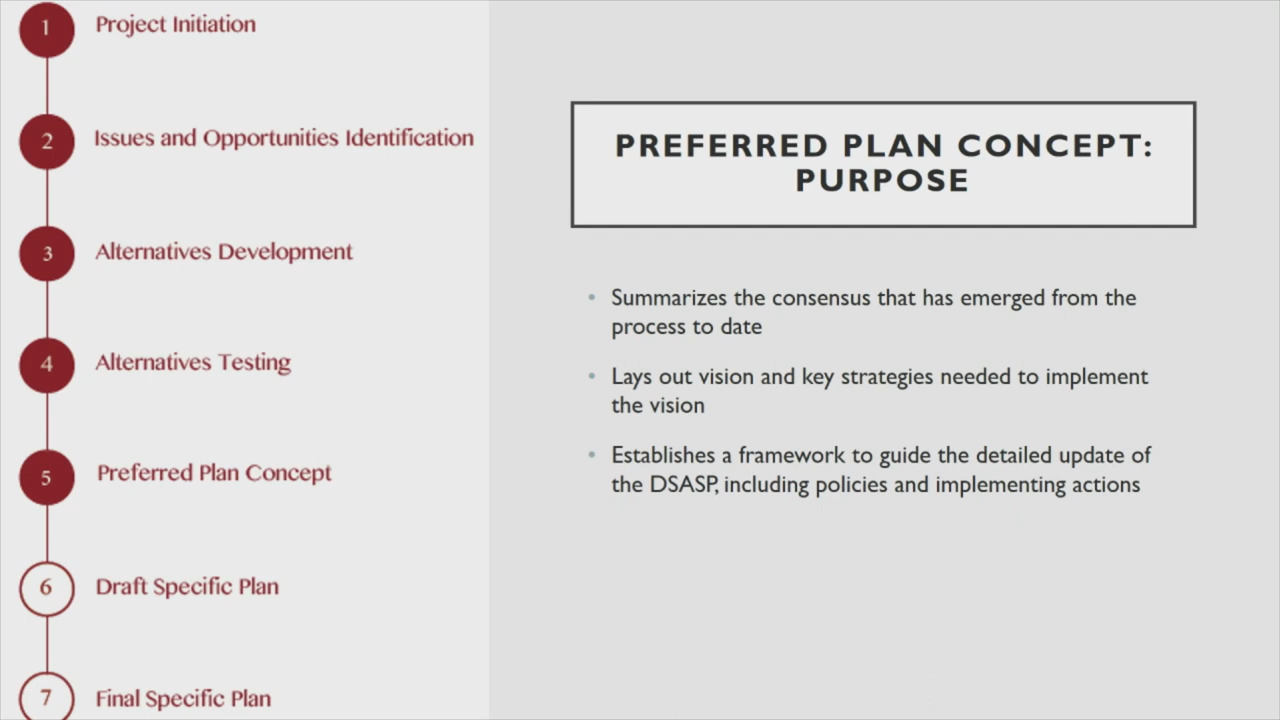 1 Project Initiation
2 Issues and Opportunities Identification
3 Alternatives Development
4 Alternatives Testing
5 Preferred Plan Concept
6 Draft Specific Plan
7 Final Specific Plan
PREFERRED PLAN CONCEPT:
PURPOSE
• Summarizes the consensus that has emerged from the
process to date
• Lays out vision and key strategies needed to implement
the vision
• Establishes a framework to guide the detailed update of
the DSASP, including policies and implementing actions